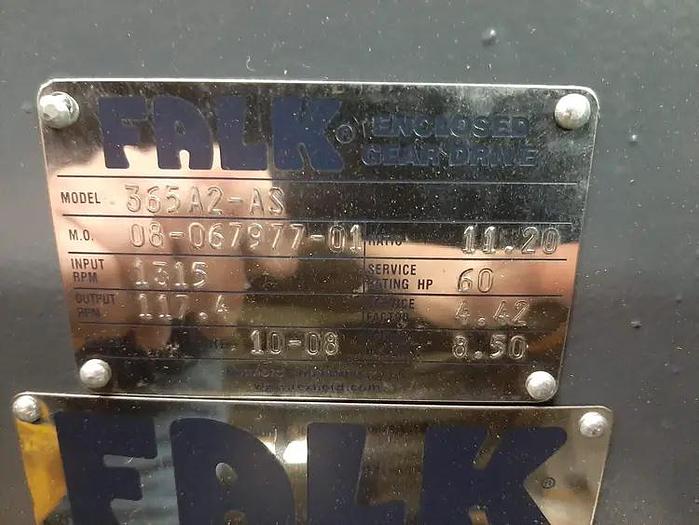 FALK® ENCLOSED
GEAR DRIVE
MODEL 365A2-AS
M.O. 08-067977-01 RATIO 11.20
INPUT RPM 1315 SERVICE RATING HP 60
OUTPUT RPM 117.4 SERVICE FACTOR 4.42
10-08 8.50
FALK®